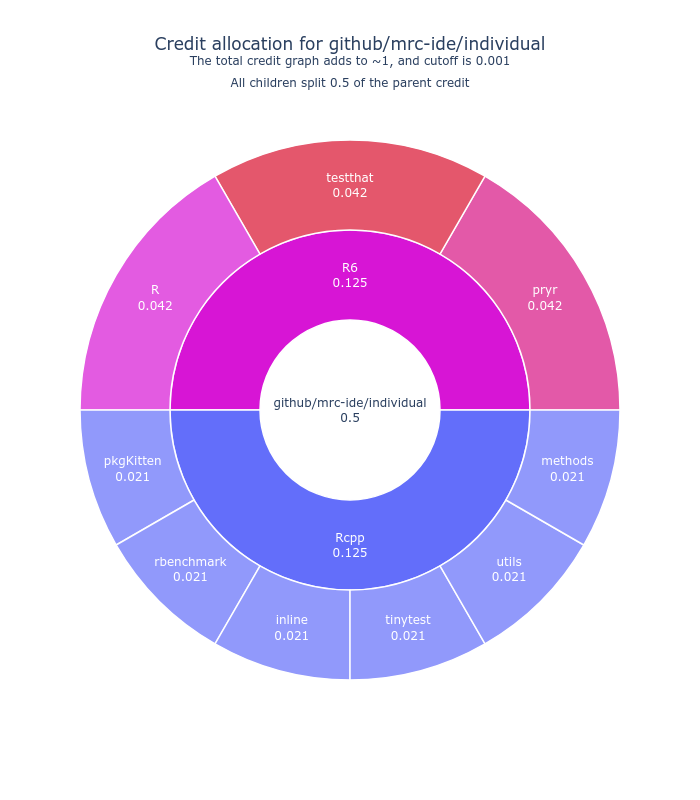 Credit allocation for github/mrc-ide/individual
The total credit graph adds to ~1, and cutoff is 0.001
All children split 0.5 of the parent credit
testthat
0.042
R6
0.125
R
0.042
pryr
0.042
github/mrc-ide/individual
0.5
pkgKitten
0.021
methods
0.021
Rcpp
0.125
rbenchmark
0.021
utils
0.021
inline
0.021
tinytest
0.021